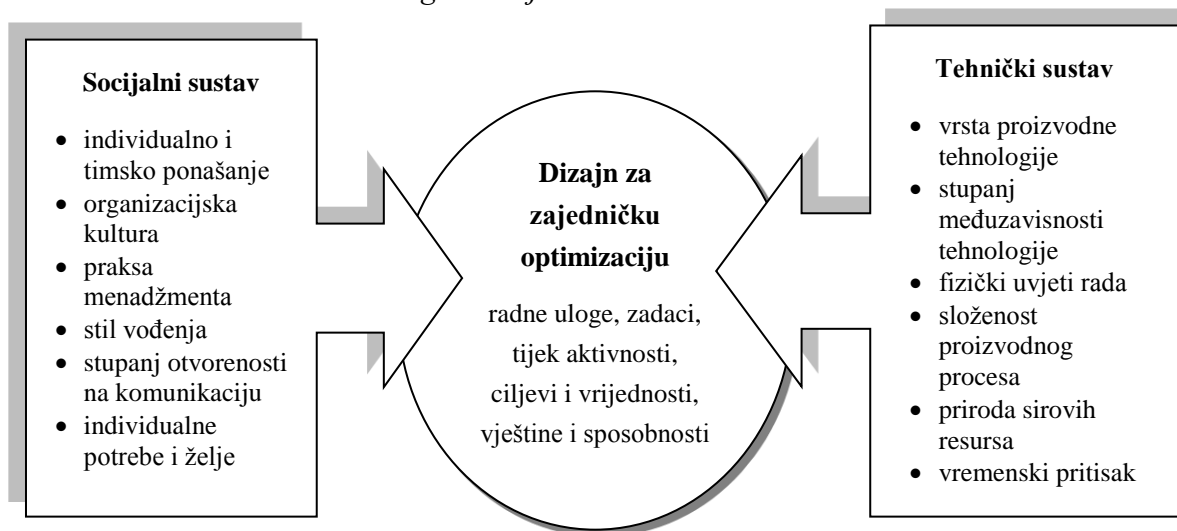 Socijalni sustav
• individualno i
timsko ponašanje
• organizacijska
kultura
• praksa
menadžmenta
• stil vođenja
• stupanj otvorenosti
na komunikaciju
• individualne
potrebe i želje
Dizajn za
zajedničku
optimizaciju
radne uloge, zadaci,
tijek aktivnosti,
ciljevi i vrijednosti,
vještine i sposobnosti
Tehnički sustav
• vrsta proizvodne
tehnologije
• stupanj
međuzavisnosti
tehnologije
• fizički uvjeti rada
• složenost
proizvodnog
procesa
• priroda sirovih
resursa
• vremenski pritisak